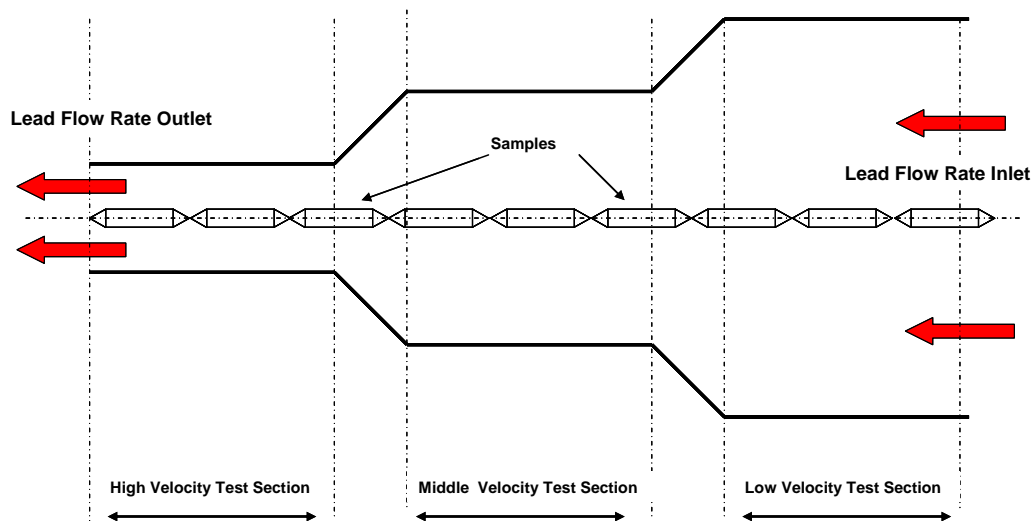 Lead Flow Rate Outlet
Samples
Lead Flow Rate Inlet
High Velocity Test Section
Middle Velocity Test Section
Low Velocity Test Section